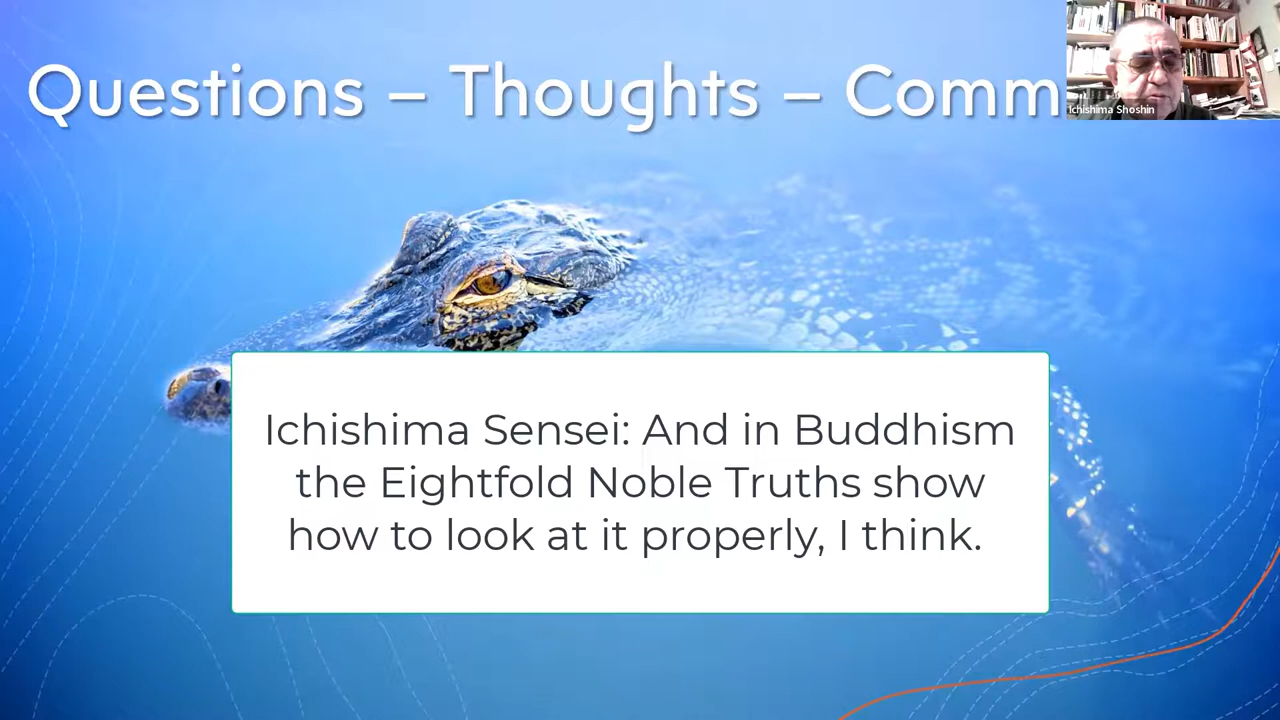 Questions – Thoughts – Comm
Ichishima Shoshin
Ichishima Sensei: And in Buddhism
the Eightfold Noble Truths show
how to look at it properly, I think.